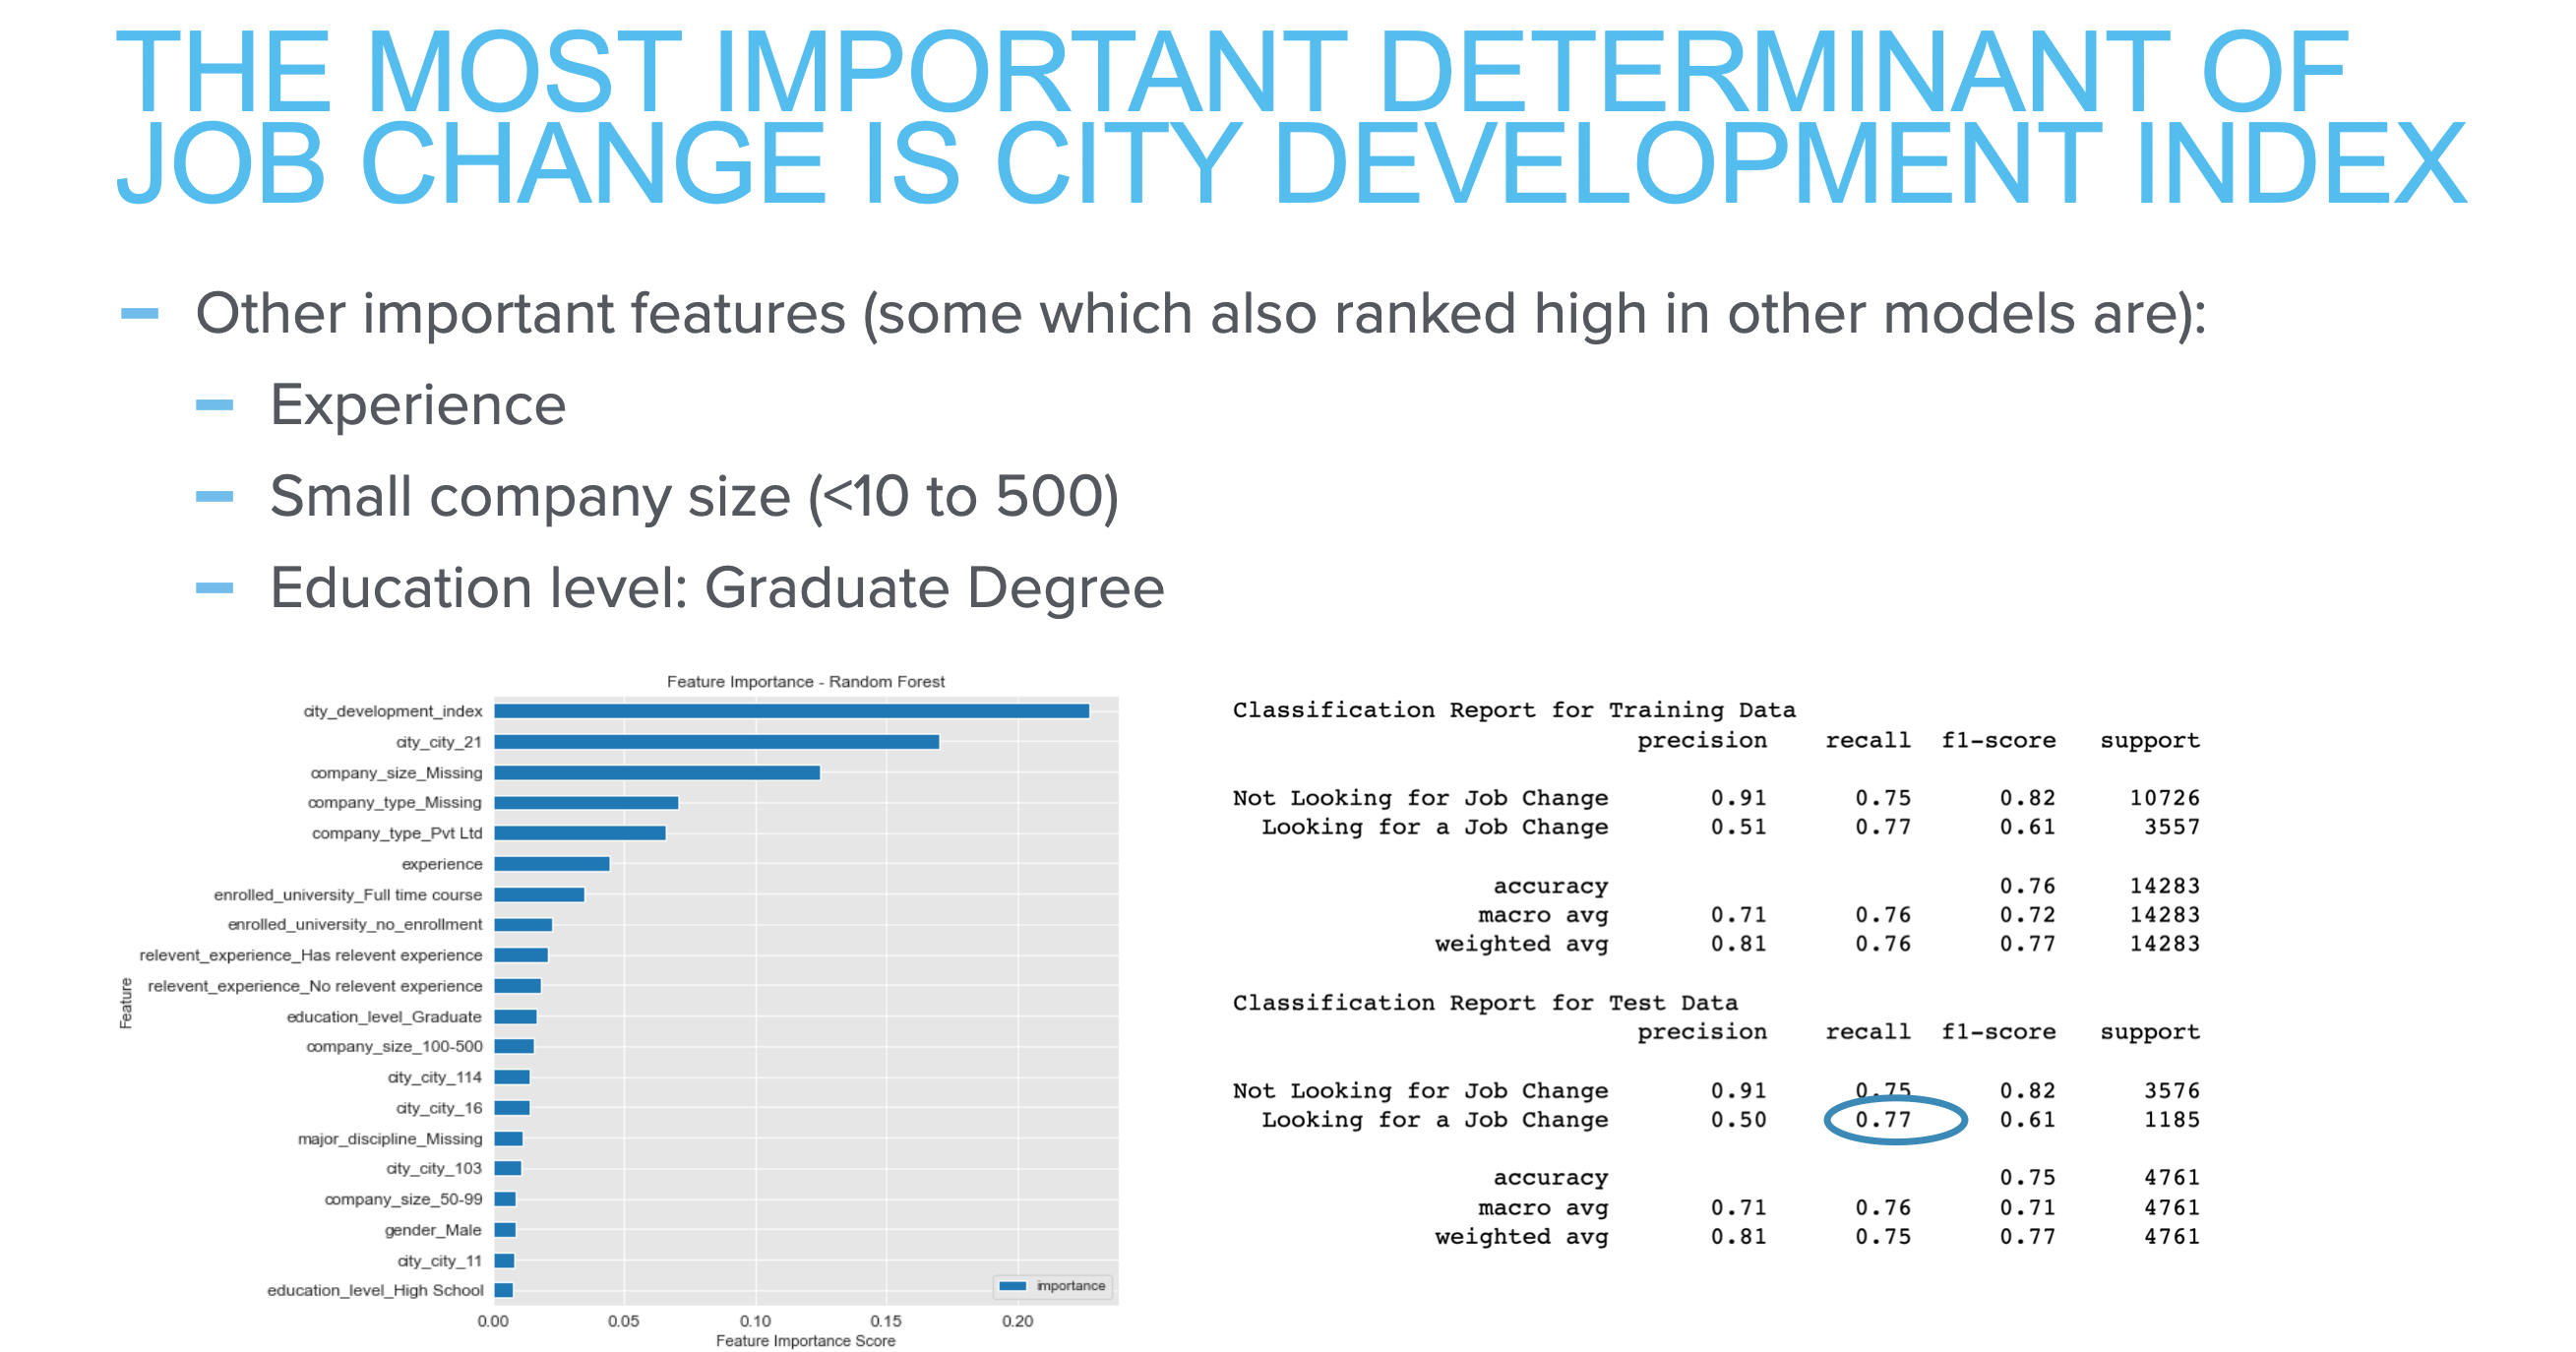 THE MOST IMPORTANT DETERMINANT OF
JOB CHANGE IS CITY DEVELOPMENT INDEX
Other important features (some which also ranked high in other models are):
Experience
Small company size (<10 to 500)
Education level: Graduate Degree
Feature Importance - Random Forest
city_development_index
city_city_21
company_size_Missing
company_type_Missing
company_type_Pvt Ltd
experience
enrolled_university_Full time course
enrolled_university_no_enrollment
relevent_experience_Has relevent experience
relevent_experience_No relevent experience
education_level_Graduate
company_size_100-500
city_city_114
city_city_16
major_discipline_Missing
city_city_103
company_size_50-99
gender_Male
city_city_11
education_level_High School
Feature
importance
0.00 0.05 0.10 0.15 0.20
Feature Importance Score
Classification Report for Training Data
precision recall f1-score support
Not Looking for Job Change 0.91 0.75 0.82 10726
Looking for a Job Change 0.51 0.77 0.61 3557
accuracy 0.76 14283
macro avg 0.71 0.76 0.72 14283
weighted avg 0.81 0.76 0.77 14283
Classification Report for Test Data
precision recall f1-score support
Not Looking for Job Change 0.91 0.75 0.82 3576
Looking for a Job Change 0.50 0.77 0.61 1185
accuracy 0.75 4761
macro avg 0.71 0.76 0.71 4761
weighted avg 0.81 0.75 0.77 4761